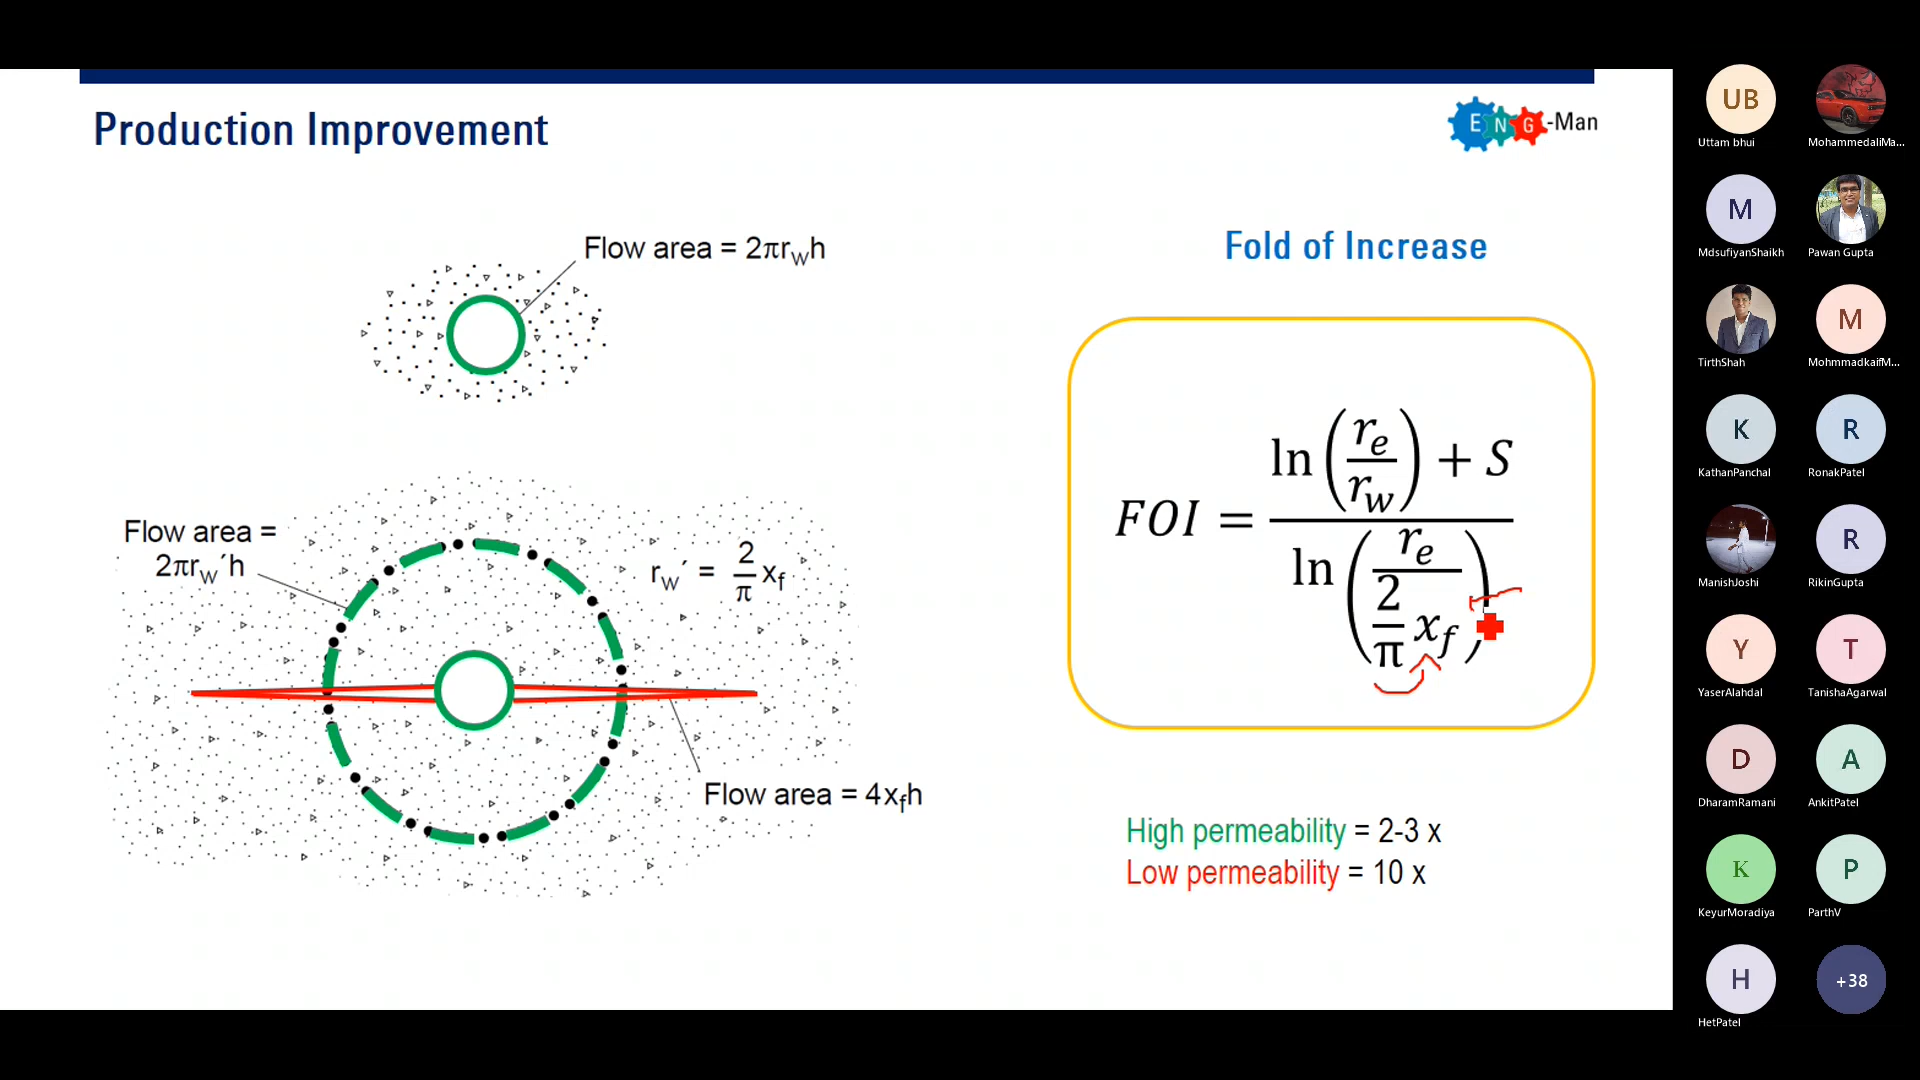 Production Improvement
E N G -Man
Flow area = 2πr_wh
Flow area =
2πr_w´h
r_w´ = 2/π x_f
Flow area = 4x_fh
Fold of Increase
FOI = (ln(r_e/r_w) + S) / ln(r_e/(2/π x_f))
High permeability = 2-3 x
Low permeability = 10 x
UB
Uttam bhui
MohammedaliMa...
M
MdsufiyanShaikh
Pawan Gupta
TirthShah
M
MohmmadkaifM...
K
KathanPanchal
R
RonakPatel
ManishJoshi
R
RikinGupta
Y
YaserAlahdal
T
TanishaAgarwal
D
DharamRamani
A
AnkitPatel
K
KeyurMoradiya
P
ParthV
H
HetPatel
+38